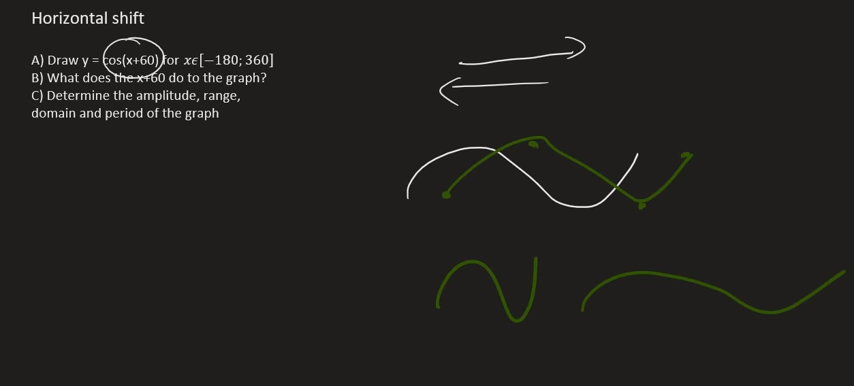 Horizontal shift
A) Draw y = cos(x+60) for xϵ[−180; 360]
B) What does the x+60 do to the graph?
C) Determine the amplitude, range,
domain and period of the graph